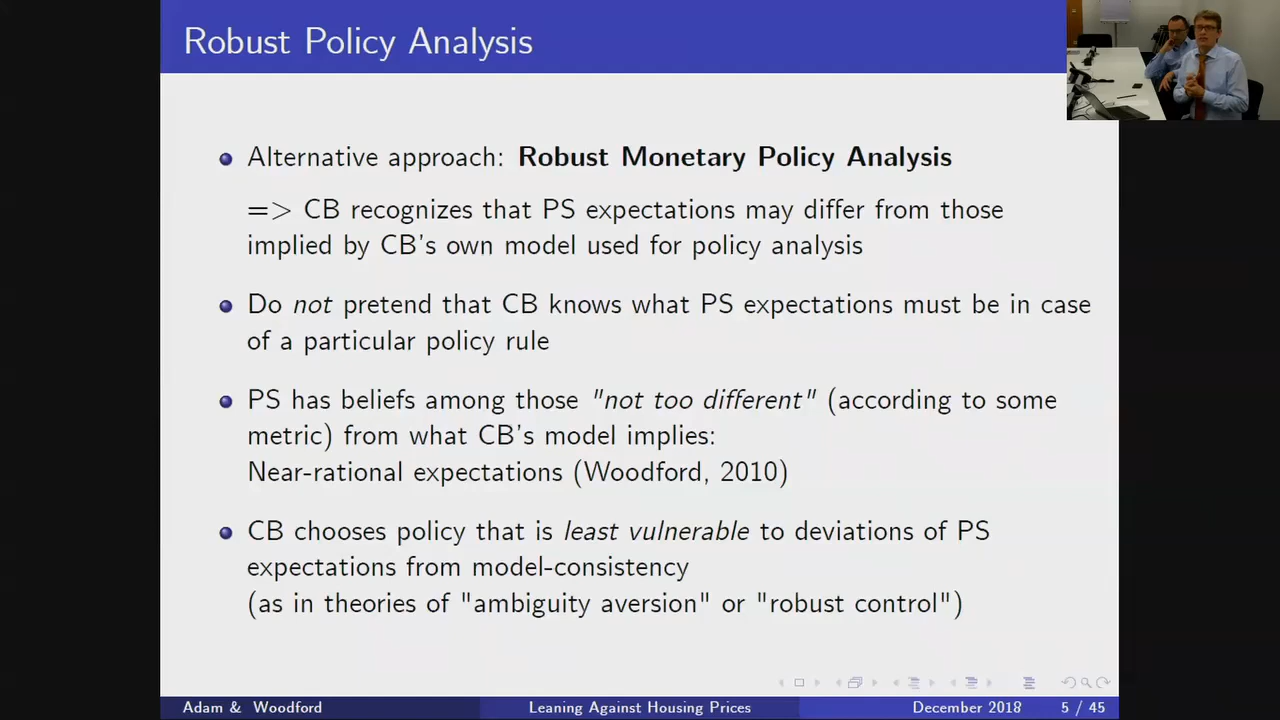 Robust Policy Analysis
Alternative approach: Robust Monetary Policy Analysis
=> CB recognizes that PS expectations may differ from those
implied by CB's own model used for policy analysis
Do not pretend that CB knows what PS expectations must be in case
of a particular policy rule
PS has beliefs among those "not too different" (according to some
metric) from what CB's model implies:
Near-rational expectations (Woodford, 2010)
CB chooses policy that is least vulnerable to deviations of PS
expectations from model-consistency
(as in theories of "ambiguity aversion" or "robust control")
Adam & Woodford Leaning Against Housing Prices December 2018 5 / 45